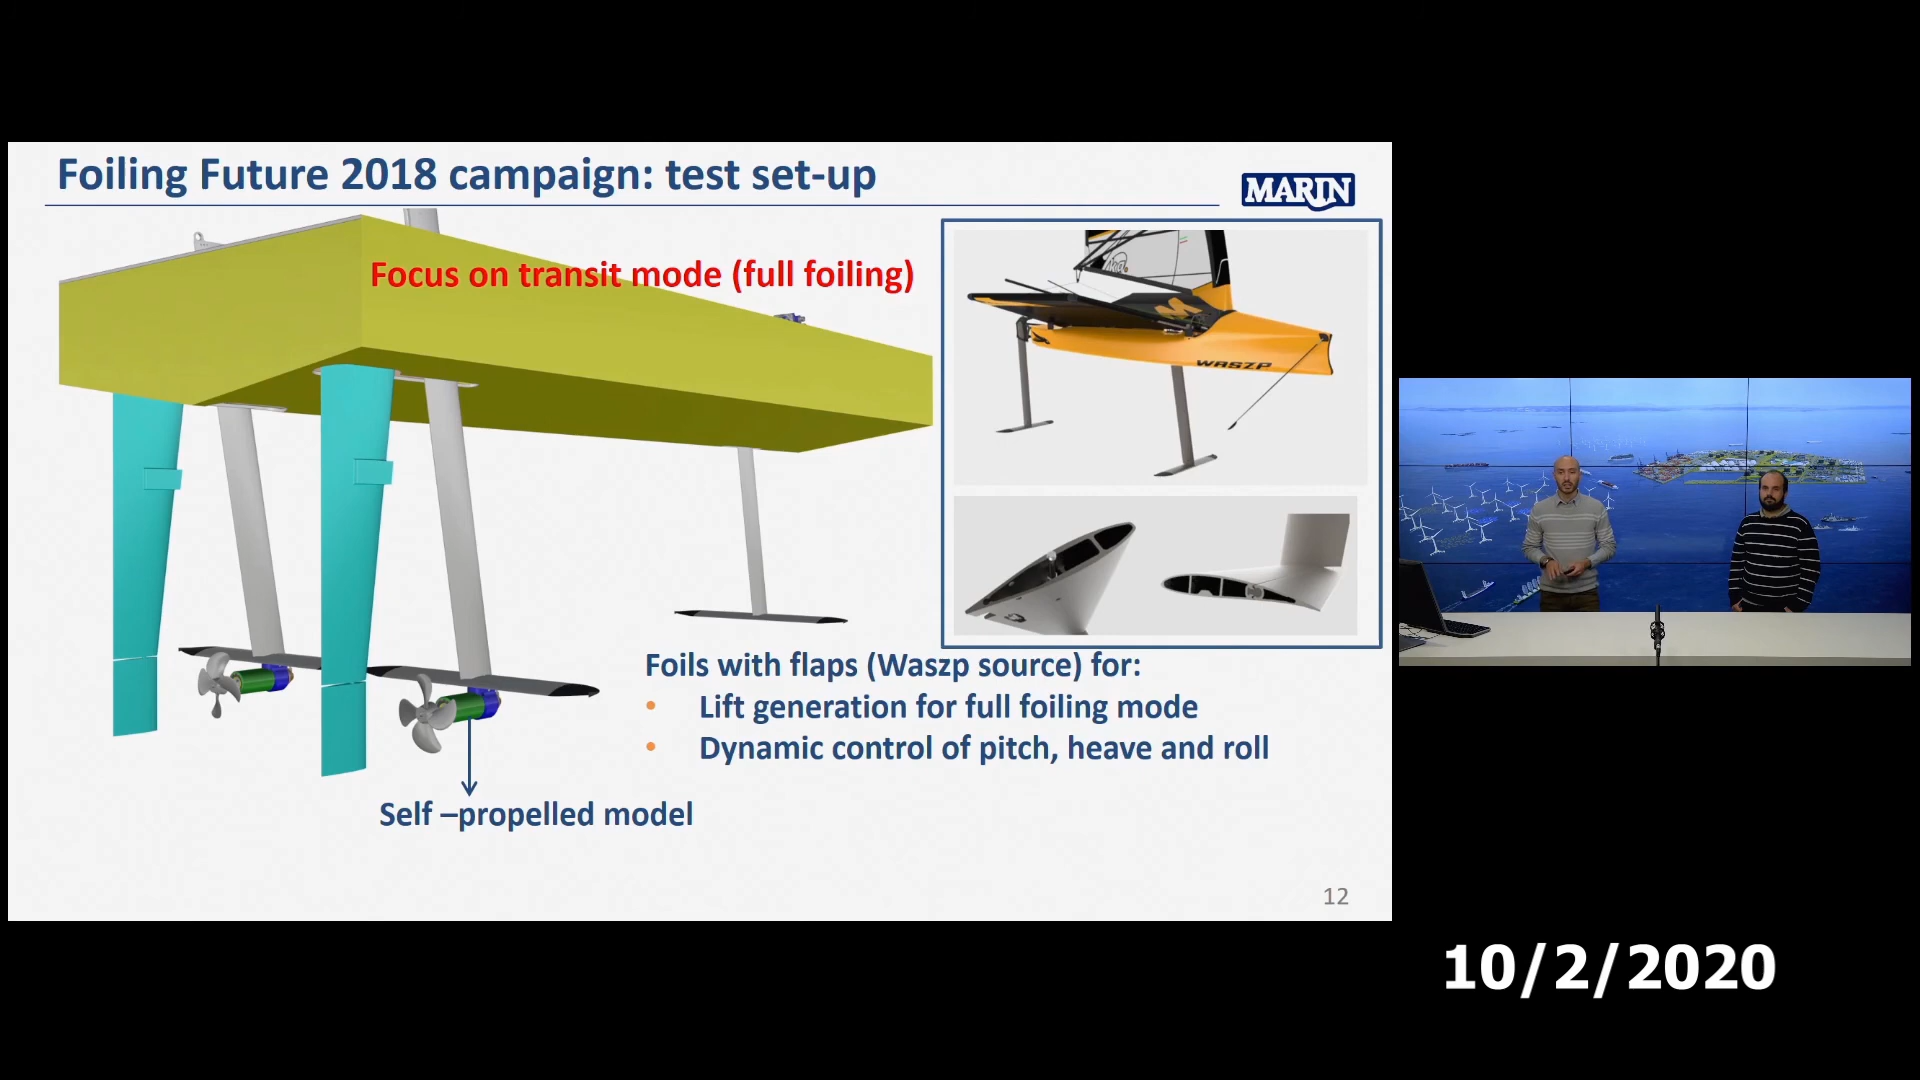 Foiling Future 2018 campaign: test set-up
MARIN
Focus on transit mode (full foiling)
WASZP
Foils with flaps (Waszp source) for:
• Lift generation for full foiling mode
• Dynamic control of pitch, heave and roll
Self –propelled model
12
10/2/2020